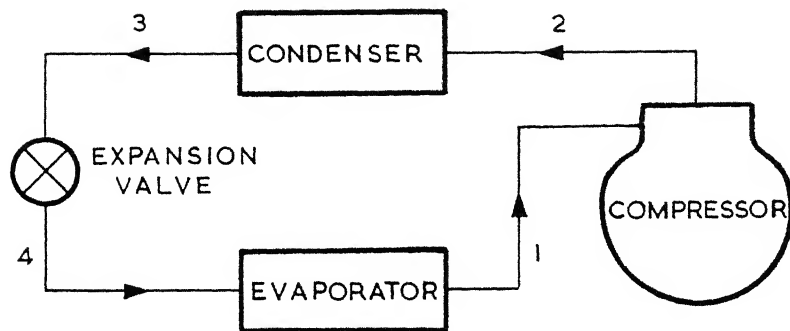 3
2
CONDENSER
EXPANSION
VALVE
COMPRESSOR
4
1
EVAPORATOR